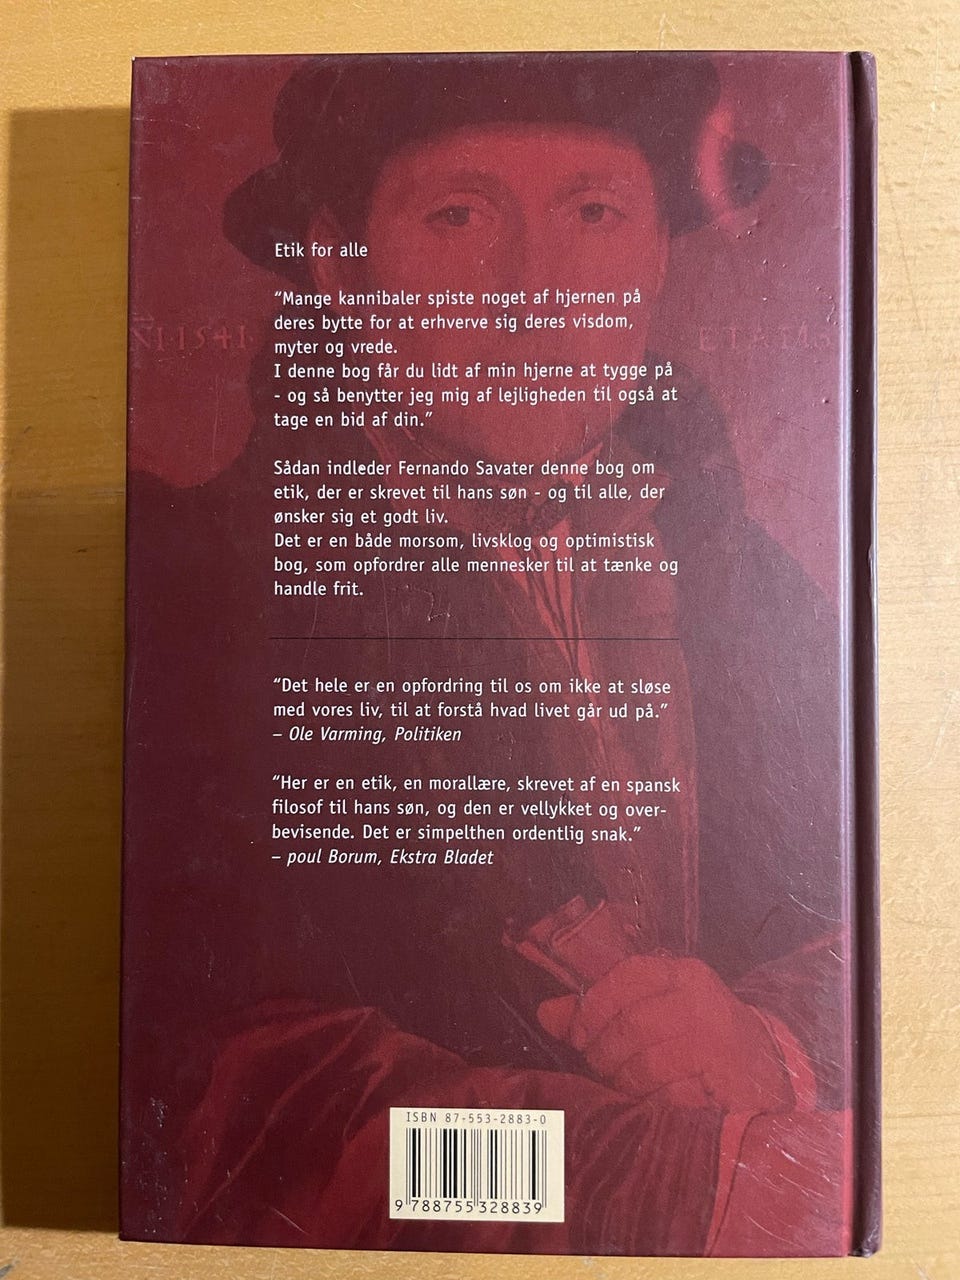 Etik for alle
“Mange kannibaler spiste noget af hjernen på
deres bytte for at erhverve sig deres visdom,
myter og vrede.
I denne bog får du lidt af min hjerne at tygge på
- og så benytter jeg mig af lejligheden til også at
tage en bid af din.”
Sådan indleder Fernando Savater denne bog om
etik, der er skrevet til hans søn - og til alle, der
ønsker sig et godt liv.
Det er en både morsom, livsklog og optimistisk
bog, som opfordrer alle mennesker til at tænke og
handle frit.
“Det hele er en opfordring til os om ikke at sløse
med vores liv, til at forstå hvad livet går ud på.”
– Ole Varming, Politiken
“Her er en etik, en morallære, skrevet af en spansk
filosof til hans søn, og den er vellykket og over-
bevisende. Det er simpelthen ordentlig snak.”
– poul Borum, Ekstra Bladet
ISBN 87-553-2883-0
9 788755 328839